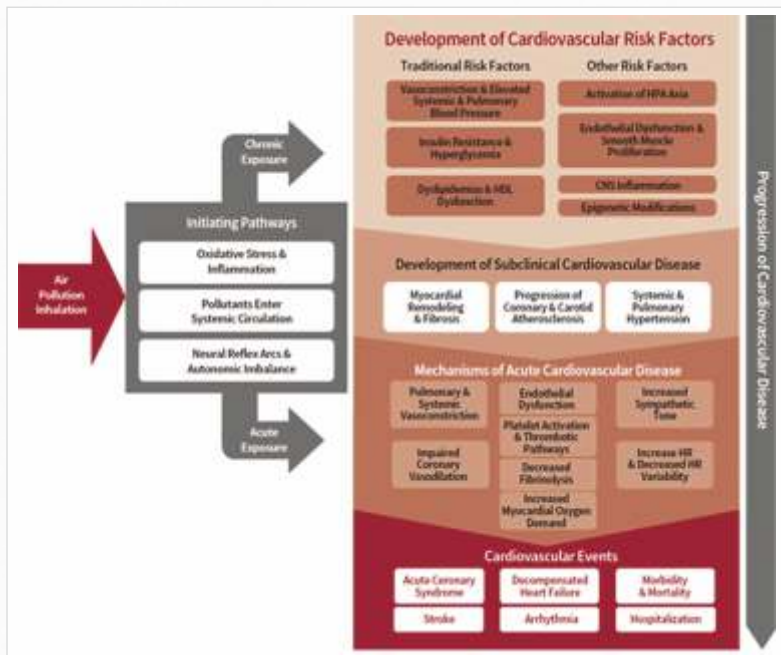 Development of Cardiovascular Risk Factors
Traditional Risk Factors
Other Risk Factors
Vasoconstriction & Elevated
Systemic & Pulmonary
Blood Pressure
Insulin Resistance &
Hyperglycemia
Dyslipidemia & HDL
Dysfunction
Activation of HPA Axia
Endothelial Dysfunction &
Smooth Muscle
Proliferation
CNS Inflammation
Epigenetic Modifications
Chronic
Exposure
Initiating Pathways
Oxidative Stress &
Inflammation
Pollutants Enter
Systemic Circulation
Neural Reflex Arcs &
Autonomic Imbalance
Air
Pollution
Inhalation
Acute
Exposure
Development of Subclinical Cardiovascular Disease
Myocardial
Remodeling
& Fibrosis
Progression of
Coronary & Carotid
Atherosclerosis
Systemic &
Pulmonary
Hypertension
Mechanisms of Acute Cardiovascular Disease
Pulmonary &
Systemic
Vasoconstriction
Impaired
Coronary
Vasodilation
Endothelial
Dysfunction
Platelet Activation
& Thrombotic
Pathways
Decreased
Fibrinolysis
Increased
Myocardial Oxygen
Demand
Increased
Sympathetic
Tone
Increase HR
& Decreased HR
Variability
Cardiovascular Events
Acute Coronary
Syndrome
Decompensated
Heart Failure
Morbidity
& Mortality
Stroke
Arrhythmia
Hospitalization
Progression of Cardiovascular Disease